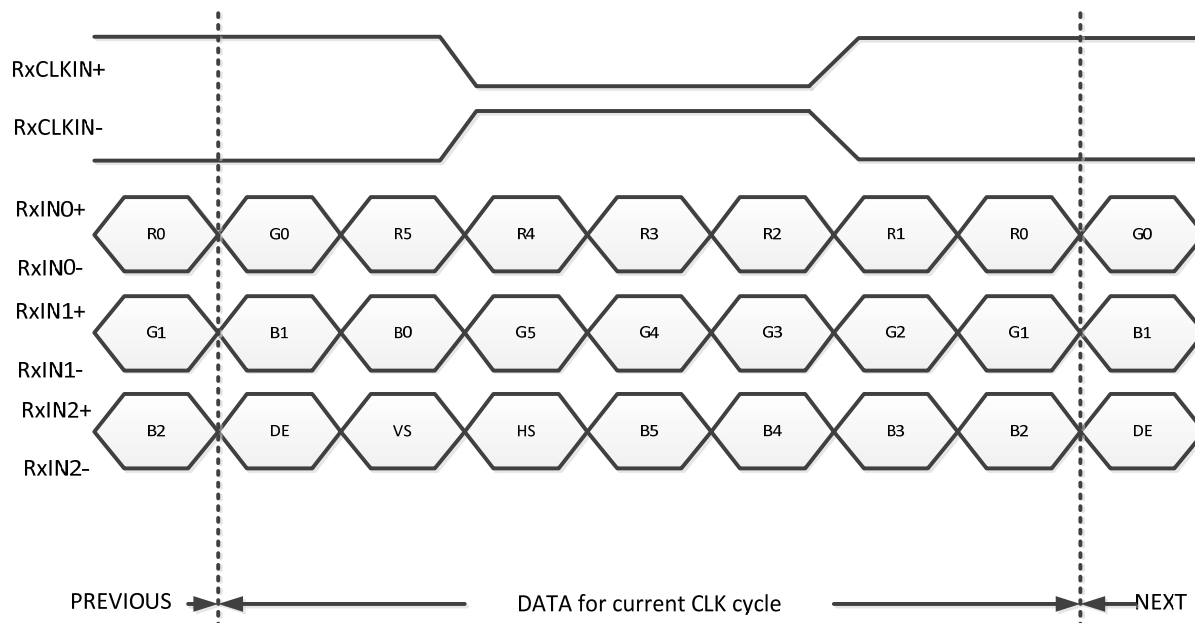 RxCLKIN+
RxCLKIN-
RxIN0+
R0 G0 R5 R4 R3 R2 R1 R0 G0
RxIN0-
RxIN1+
G1 B1 B0 G5 G4 G3 G2 G1 B1
RxIN1-
RxIN2+
B2 DE VS HS B5 B4 B3 B2 DE
RxIN2-
PREVIOUS DATA for current CLK cycle NEXT